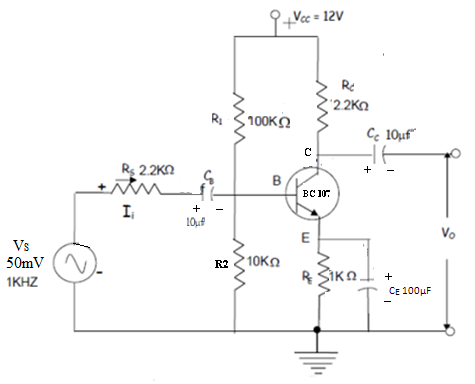 +Vcc = 12V
Rc
2.2KΩ
R1
100KΩ
Cc 10μf
C
+ −
Rs 2.2KΩ
CB
B
BC 107
+
Ii
+ −
10μf
Vs
50mV
1KHZ
-
E
R2
10KΩ
RE
1KΩ
+
CE 100μF
−
Vo